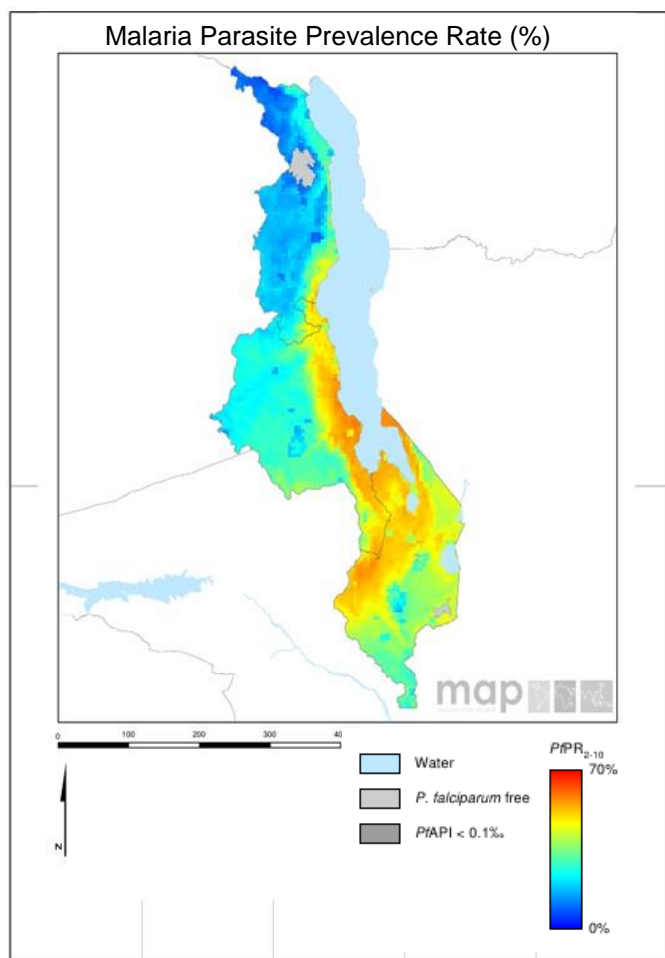 Malaria Parasite Prevalence Rate (%)
map
0 100 200 300 40
N
Water
P. falciparum free
PfAPI < 0.1‰
PfPR2-10
70%
0%